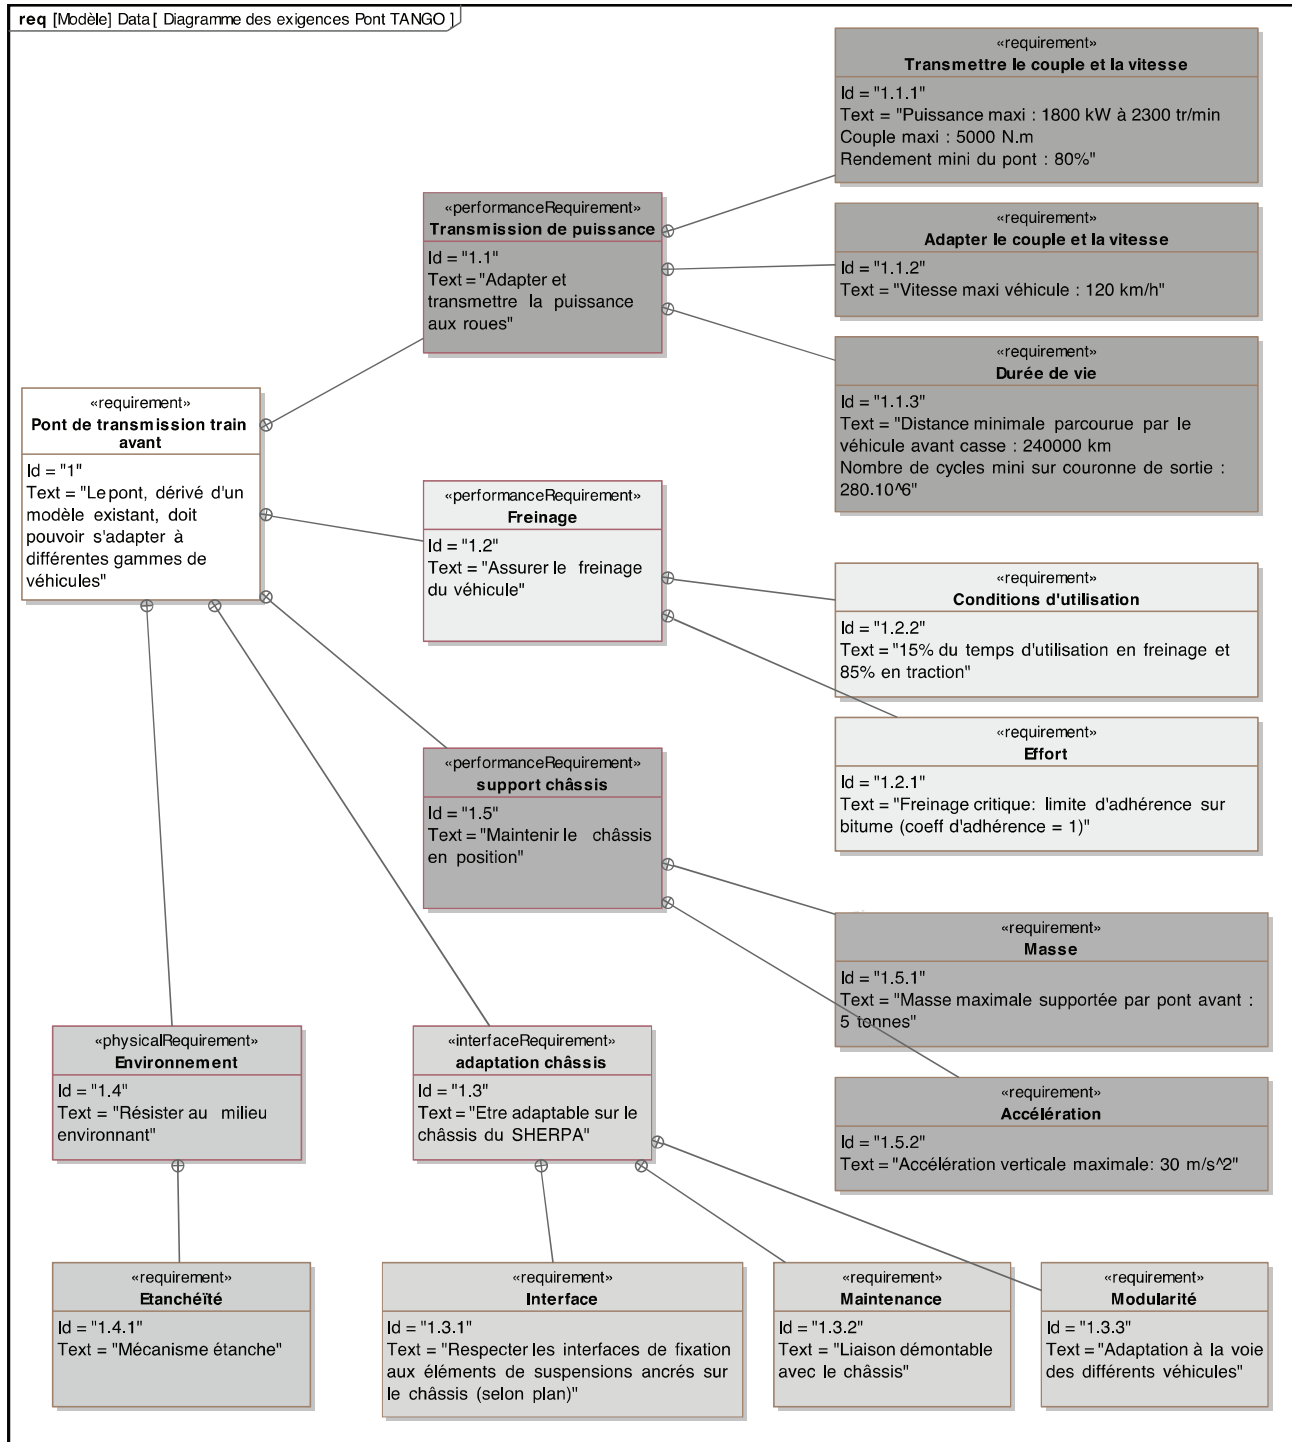 req [Modèle] Data [ Diagramme des exigences Pont TANGO ]
«requirement»
Transmettre le couple et la vitesse
Id = "1.1.1"
Text = "Puissance maxi : 1800 kW à 2300 tr/min
Couple maxi : 5000 N.m
Rendement mini du pont : 80%"
«performanceRequirement»
Transmission de puissance
Id = "1.1"
Text = "Adapter et
transmettre la puissance
aux roues"
«requirement»
Adapter le couple et la vitesse
Id = "1.1.2"
Text = "Vitesse maxi véhicule : 120 km/h"
«requirement»
Durée de vie
Id = "1.1.3"
Text = "Distance minimale parcourue par le
véhicule avant casse : 240000 km
Nombre de cycles mini sur couronne de sortie :
280.10^6"
«requirement»
Pont de transmission train
avant
Id = "1"
Text = "Le pont, dérivé d'un
modèle existant, doit
pouvoir s'adapter à
différentes gammes de
véhicules"
«performanceRequirement»
Freinage
Id = "1.2"
Text = "Assurer le freinage
du véhicule"
«requirement»
Conditions d'utilisation
Id = "1.2.2"
Text = "15% du temps d'utilisation en freinage et
85% en traction"
«requirement»
Effort
Id = "1.2.1"
Text = "Freinage critique: limite d'adhérence sur
bitume (coeff d'adhérence = 1)"
«performanceRequirement»
support châssis
Id = "1.5"
Text = "Maintenir le châssis
en position"
«requirement»
Masse
Id = "1.5.1"
Text = "Masse maximale supportée par pont avant :
5 tonnes"
«physicalRequirement»
Environnement
Id = "1.4"
Text = "Résister au milieu
environnant"
«interfaceRequirement»
adaptation châssis
Id = "1.3"
Text = "Etre adaptable sur le
châssis du SHERPA"
«requirement»
Accélération
Id = "1.5.2"
Text = "Accélération verticale maximale: 30 m/s^2"
«requirement»
Etanchéïté
Id = "1.4.1"
Text = "Mécanisme étanche"
«requirement»
Interface
Id = "1.3.1"
Text = "Respecter les interfaces de fixation
aux éléments de suspensions ancrés sur
le châssis (selon plan)"
«requirement»
Maintenance
Id = "1.3.2"
Text = "Liaison démontable
avec le châssis"
«requirement»
Modularité
Id = "1.3.3"
Text = "Adaptation à la voie
des différents véhicules"